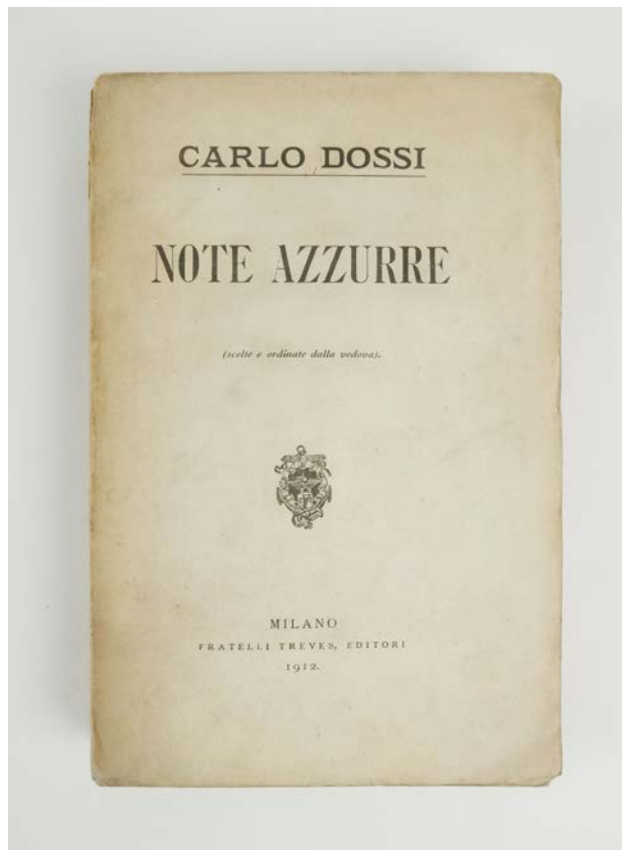 CARLO DOSSI
NOTE AZZURRE
(scelte e ordinate dalla vedova).
MILANO
FRATELLI TREVES, EDITORI
1912.